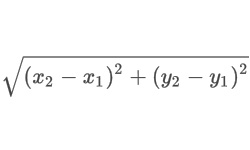 √(x₂ − x₁)² + (y₂ − y₁)²